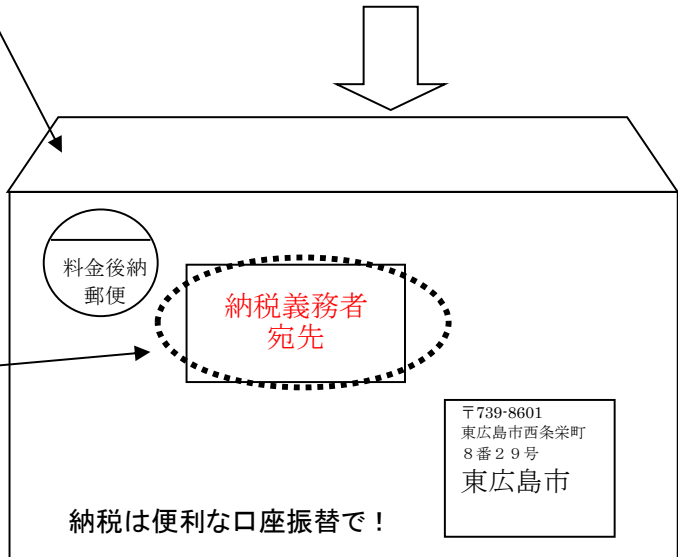 料金後納
郵便
納税義務者
宛先
〒739-8601
東広島市西条栄町
８番２９号
東広島市
納税は便利な口座振替で！